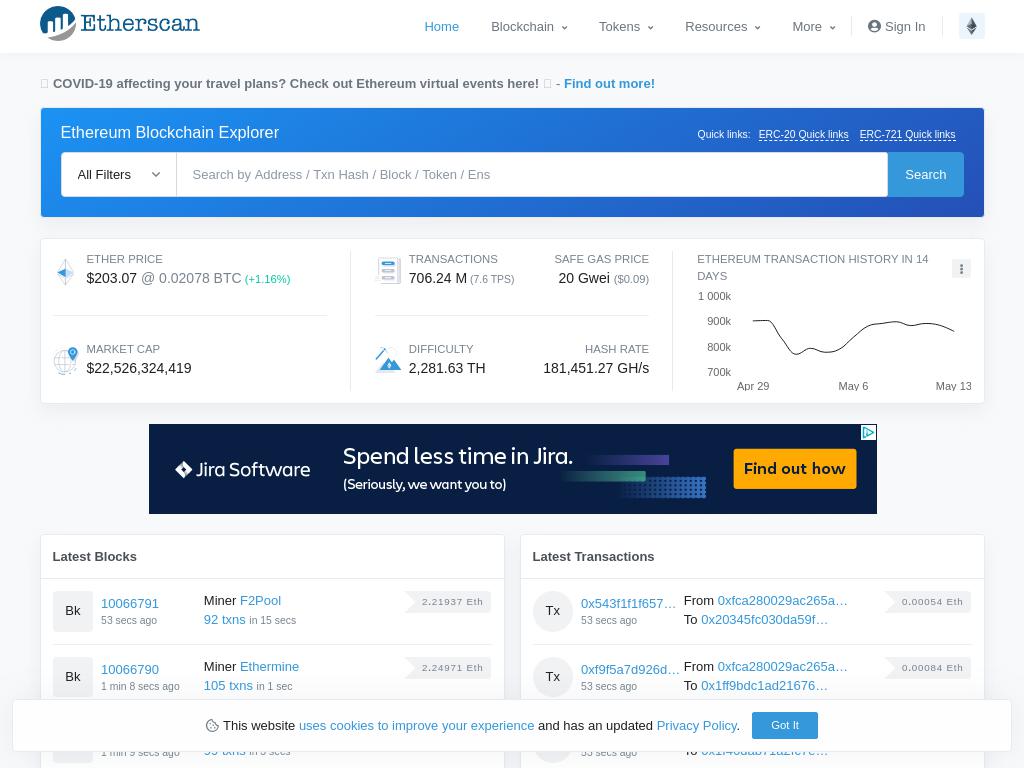 Etherscan
Home Blockchain Tokens Resources More Sign In
COVID-19 affecting your travel plans? Check out Ethereum virtual events here! - Find out more!
Ethereum Blockchain Explorer
Quick links: ERC-20 Quick links ERC-721 Quick links
All Filters Search by Address / Txn Hash / Block / Token / Ens Search
ETHER PRICE
$203.07 @ 0.02078 BTC (+1.16%)
MARKET CAP
$22,526,324,419
TRANSACTIONS
706.24 M (7.6 TPS)
SAFE GAS PRICE
20 Gwei ($0.09)
DIFFICULTY
2,281.63 TH
HASH RATE
181,451.27 GH/s
ETHEREUM TRANSACTION HISTORY IN 14
DAYS
1 000k
900k
800k
700k
Apr 29 May 6 May 13
Jira Software
Spend less time in Jira.
(Seriously, we want you to)
Find out how
Latest Blocks
Bk
10066791
53 secs ago
Miner F2Pool
92 txns in 15 secs
2.21937 Eth
Bk
10066790
1 min 8 secs ago
Miner Ethermine
105 txns in 1 sec
2.24971 Eth
1 min 9 secs ago
Latest Transactions
Tx
0x543f1f1f657...
53 secs ago
From 0xfca280029ac265a...
To 0x20345fc030da59f...
0.00054 Eth
Tx
0xf9f5a7d926d...
53 secs ago
From 0xfca280029ac265a...
To 0x1ff9bdc1ad21676...
0.00084 Eth
53 secs ago
This website uses cookies to improve your experience and has an updated Privacy Policy.
Got It